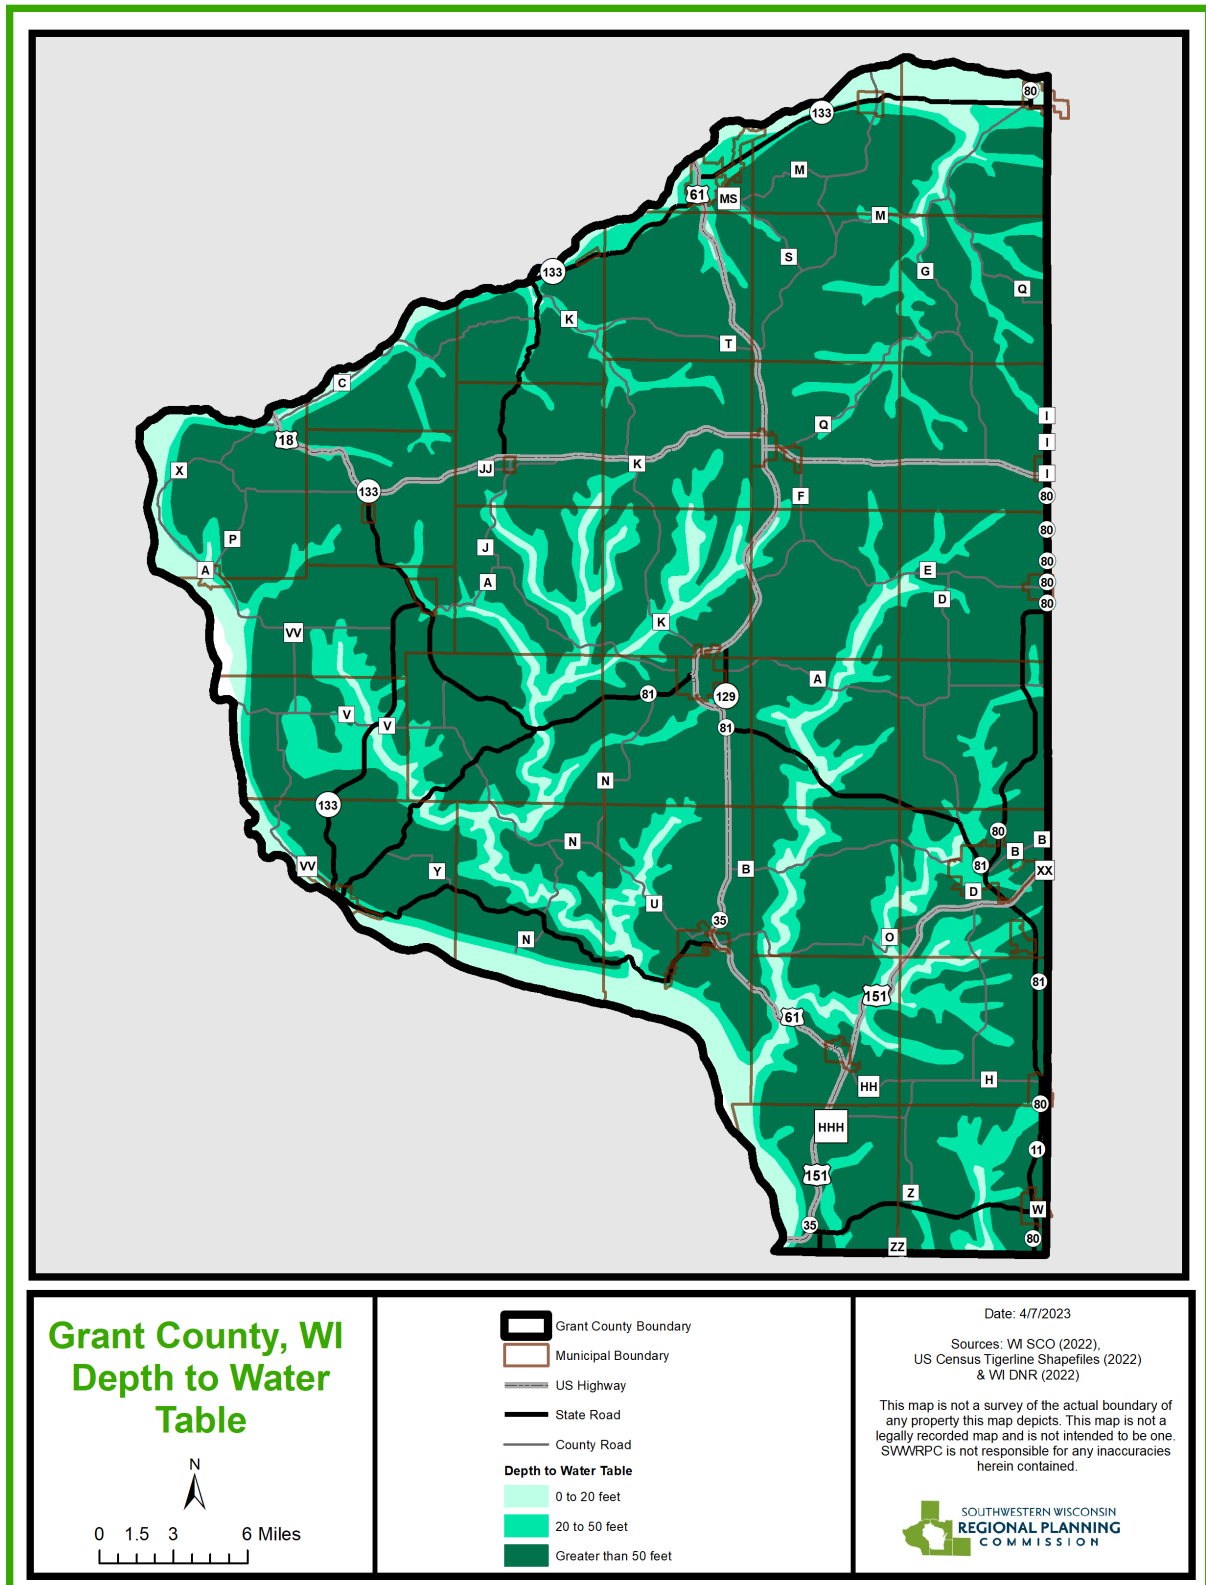 80
133
M
61
MS
M
S
133
G
Q
K
T
C
I
Q
18
I
K
X
JJ
I
133
F
80
80
P
J
80
A
E
A
80
D
80
K
VV
A
81
129
V
V
81
N
133
80
N
B
B
81
VV
B
XX
Y
D
U
35
N
O
81
151
61
H
HH
80
HHH
11
151
Z
W
35
80
ZZ
Grant County, WI
Depth to Water
Table
N
0 1.5 3 6 Miles
Grant County Boundary
Municipal Boundary
US Highway
State Road
County Road
Depth to Water Table
0 to 20 feet
20 to 50 feet
Greater than 50 feet
Date: 4/7/2023
Sources: WI SCO (2022),
US Census Tigerline Shapefiles (2022)
& WI DNR (2022)
This map is not a survey of the actual boundary of
any property this map depicts. This map is not a
legally recorded map and is not intended to be one.
SWWRPC is not responsible for any inaccuracies
herein contained.
SOUTHWESTERN WISCONSIN
REGIONAL PLANNING
COMMISSION